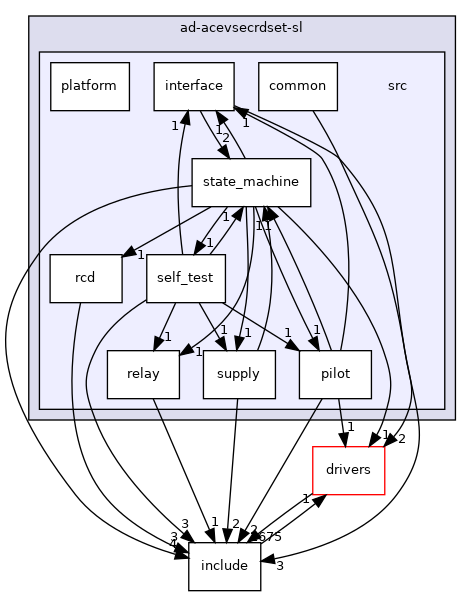 ad-acevsecrdset-sl
platform
interface
common
src
1
1
2
1
state_machine
1
1
1
1
1
rcd
self_test
1
1
1
1
1
relay
supply
pilot
1
1
2
drivers
1
3
1
2
2
675
3
4
include
3